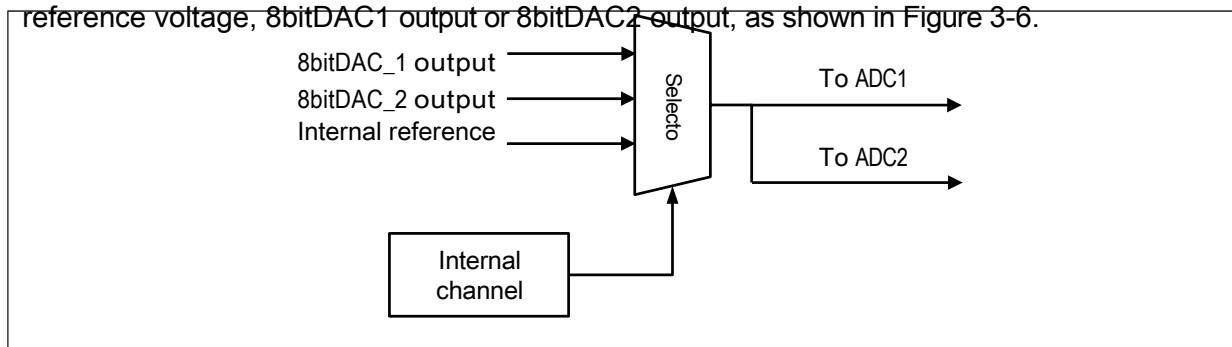 reference voltage, 8bitDAC1 output or 8bitDAC2 output, as shown in Figure 3-6.
8bitDAC_1 output
8bitDAC_2 output
Internal reference
Selecto
To ADC1
To ADC2
Internal
channel